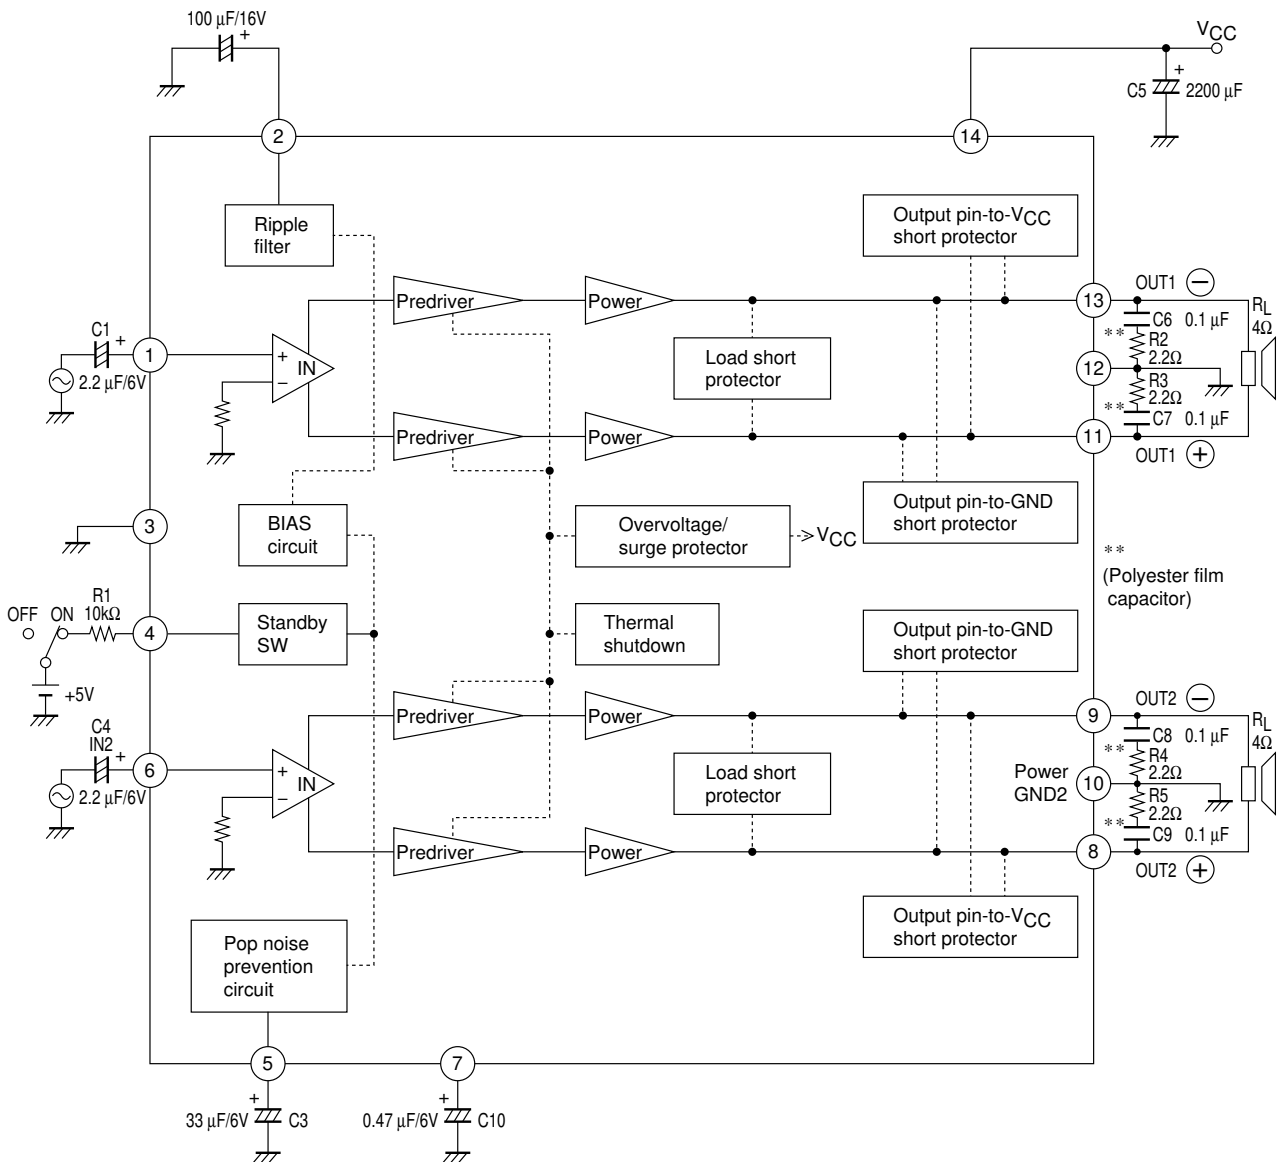 100 µF/16V
+
VCC
+
C5
2200 µF
2
14
Ripple
filter
Output pin-to-VCC
short protector
Predriver
Power
13
OUT1 −
C6 0.1 µF
**
R2
2.2Ω
RL
4Ω
C1
+
2.2 µF/6V
1
+
−
IN
Load short
protector
12
R3
2.2Ω
**
C7 0.1 µF
Predriver
Power
11
OUT1 +
3
BIAS
circuit
Overvoltage/
surge protector
VCC
Output pin-to-GND
short protector
**
(Polyester film
capacitor)
OFF
ON
R1
10kΩ
4
+5V
Standby
SW
Thermal
shutdown
Output pin-to-GND
short protector
Predriver
Power
9
OUT2 −
C8 0.1 µF
**
R4
2.2Ω
RL
4Ω
C4
IN2
+
2.2 µF/6V
6
+
−
IN
Load short
protector
Power
GND2
10
R5
2.2Ω
**
C9 0.1 µF
Predriver
Power
8
OUT2 +
Pop noise
prevention
circuit
Output pin-to-VCC
short protector
5
7
+
33 µF/6V
C3
+
0.47 µF/6V
C10